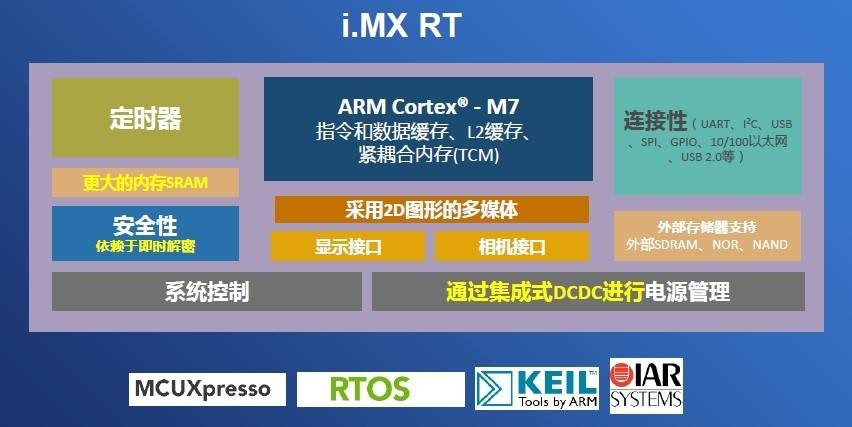 i.MX RT
定时器
更大的内存SRAM
安全性
依赖于即时解密
ARM Cortex® - M7
指令和数据缓存、L2缓存、
紧耦合内存(TCM)
采用2D图形的多媒体
显示接口
相机接口
连接性（UART、I²C、USB
、SPI、GPIO、10/100以太网
、USB 2.0等）
外部存储器支持
外部SDRAM、NOR、NAND
系统控制
通过集成式DCDC进行电源管理
MCUXpresso
RTOS
KEIL™
Tools by ARM
IAR
SYSTEMS